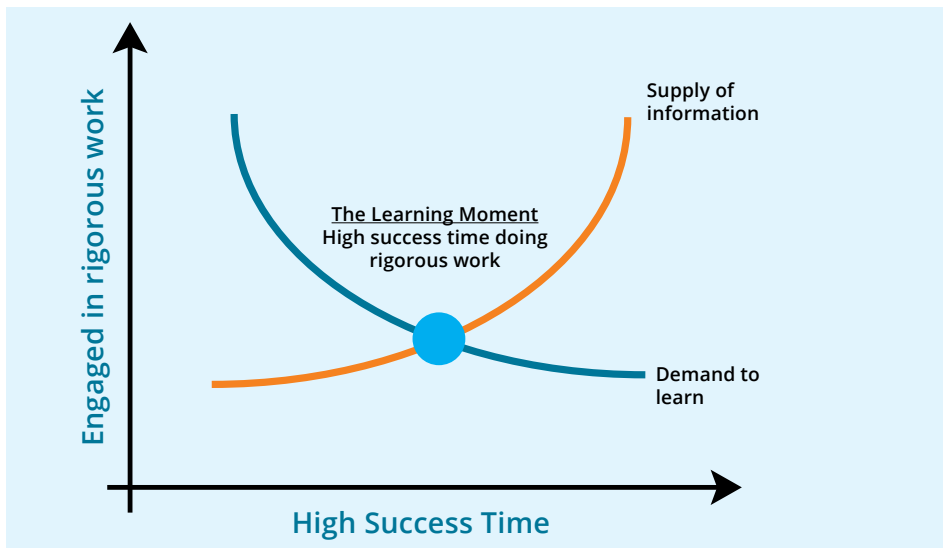 Engaged in rigorous work
Supply of
information
The Learning Moment
High success time doing
rigorous work
Demand to
learn
High Success Time